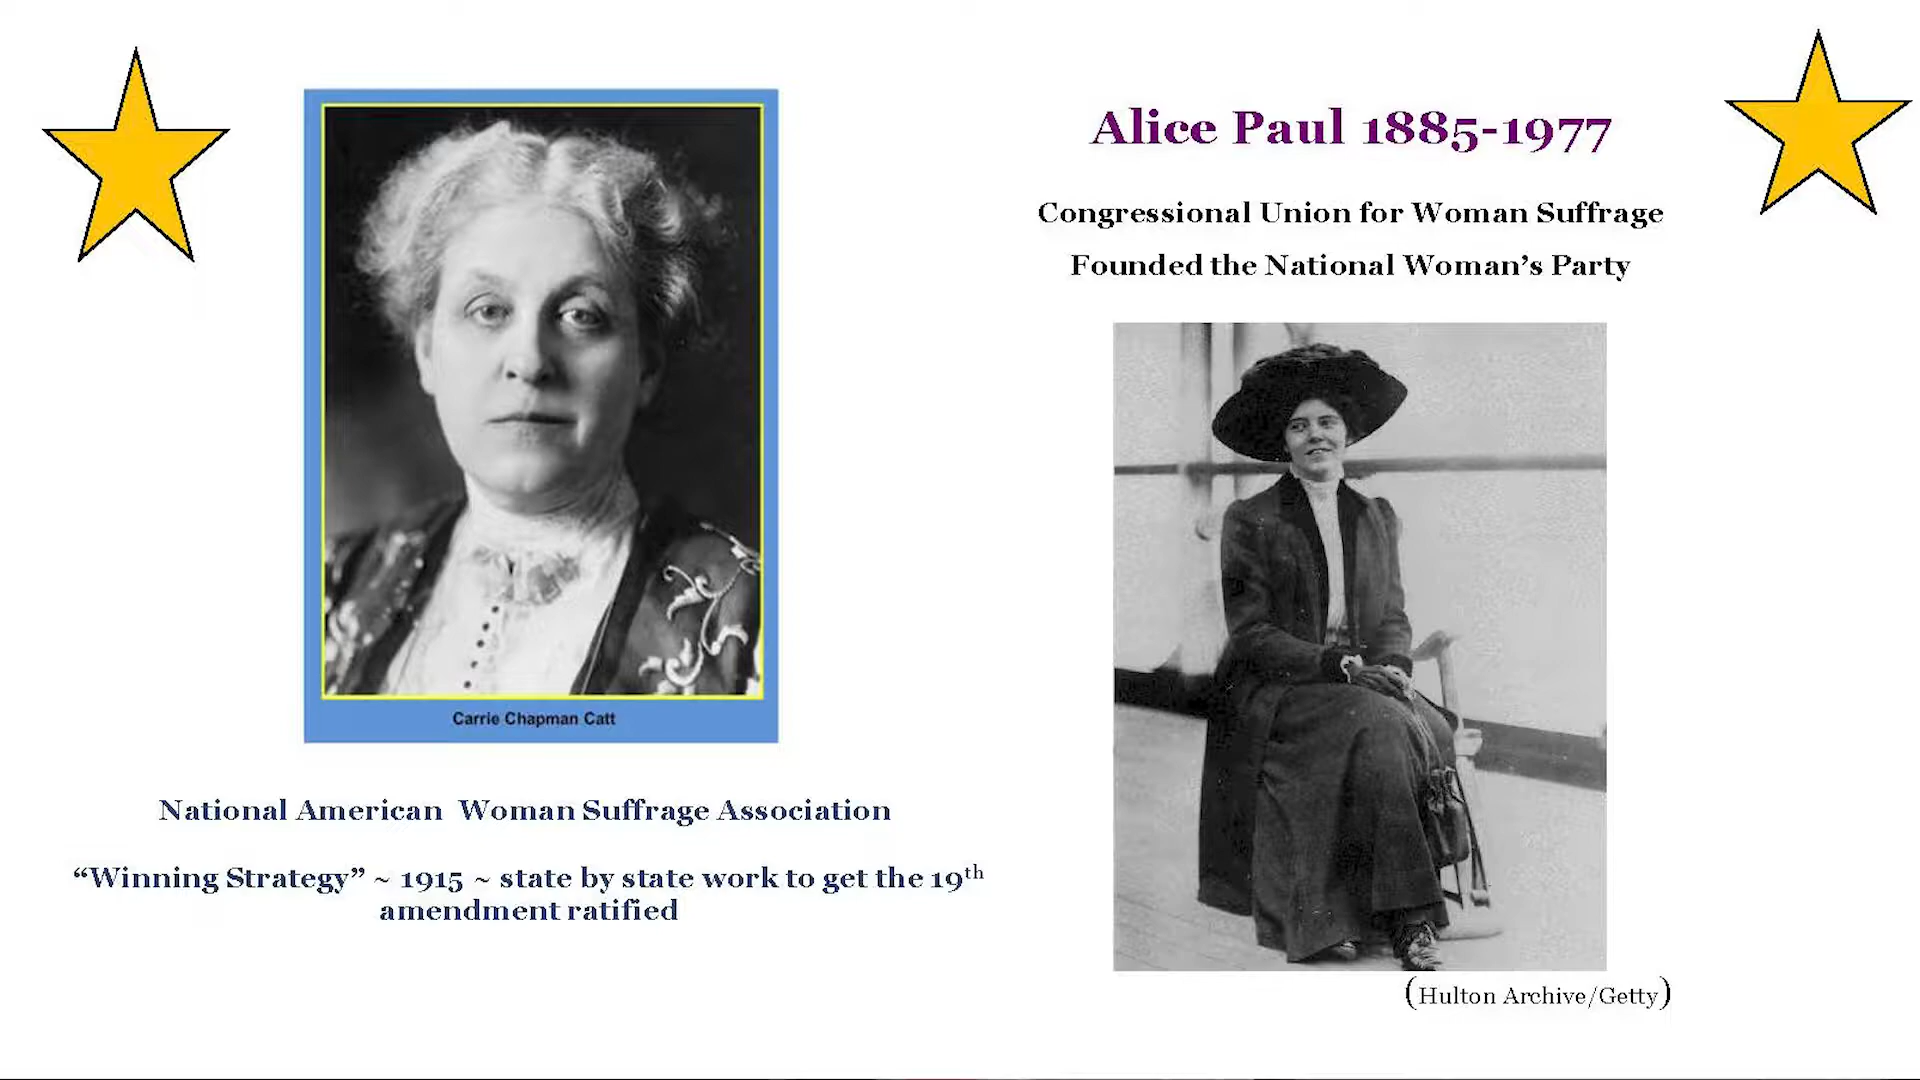 Carrie Chapman Catt
National American Woman Suffrage Association
“Winning Strategy” ~ 1915 ~ state by state work to get the 19th
amendment ratified
Alice Paul 1885-1977
Congressional Union for Woman Suffrage
Founded the National Woman’s Party
(Hulton Archive/Getty)